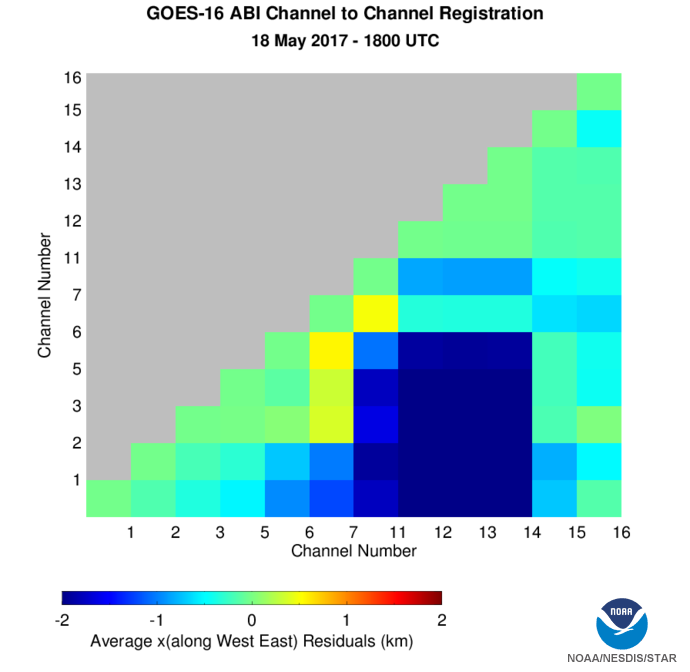 GOES-16 ABI Channel to Channel Registration
18 May 2017 - 1800 UTC
16
15
14
13
12
11
7
6
5
3
2
1
Channel Number
1 2 3 5 6 7 11 12 13 14 15 16
Channel Number
-2 -1 0 1 2
Average x(along West East) Residuals (km)
NOAA
NOAA/NESDIS/STAR